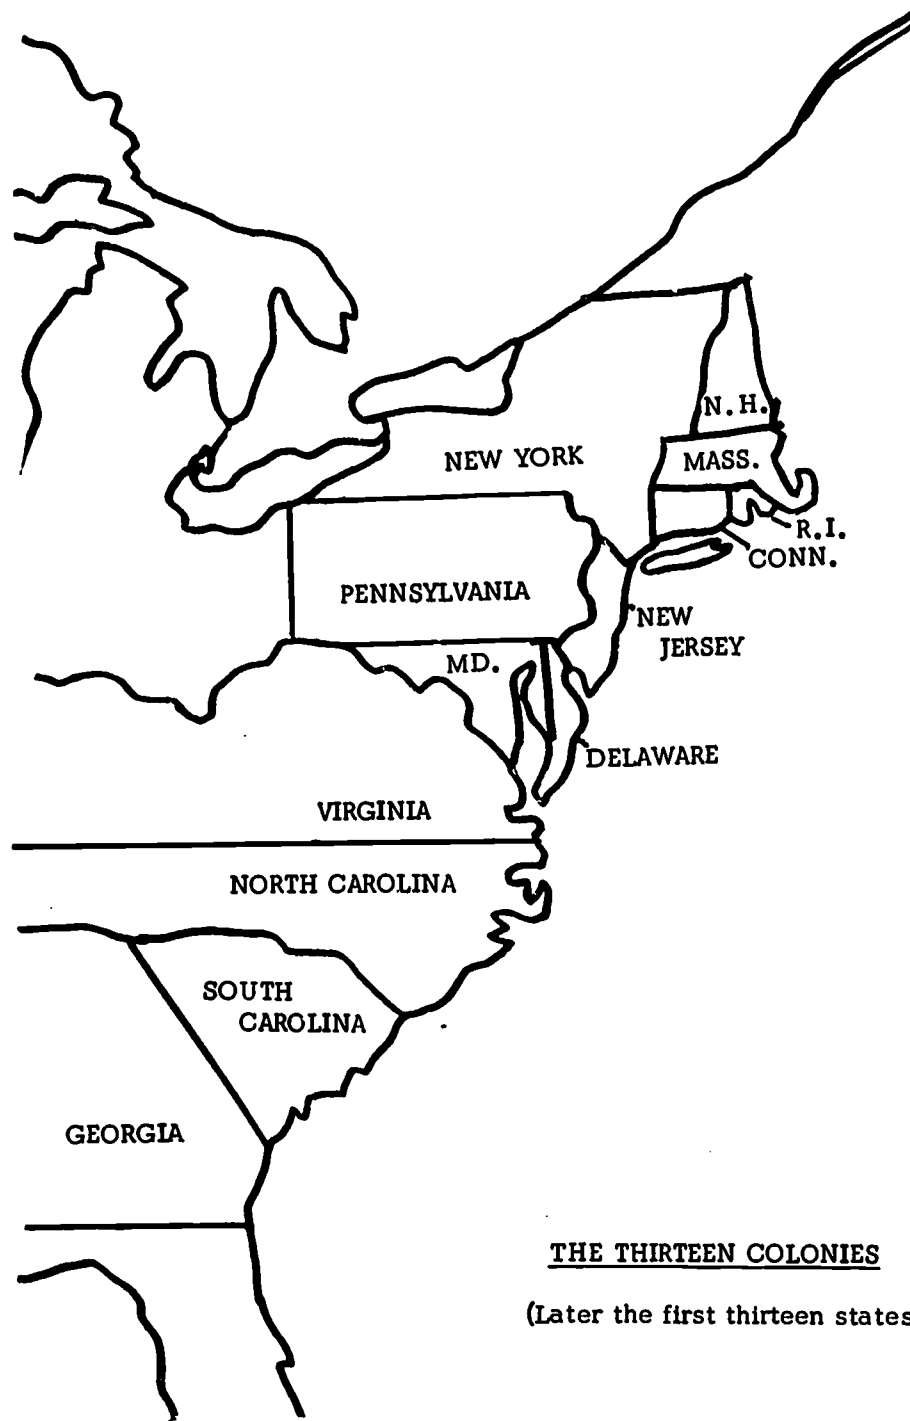 N. H.
NEW YORK
MASS.
R.I.
CONN.
PENNSYLVANIA
NEW
JERSEY
MD.
DELAWARE
VIRGINIA
NORTH CAROLINA
SOUTH
CAROLINA
GEORGIA
THE THIRTEEN COLONIES
(Later the first thirteen states